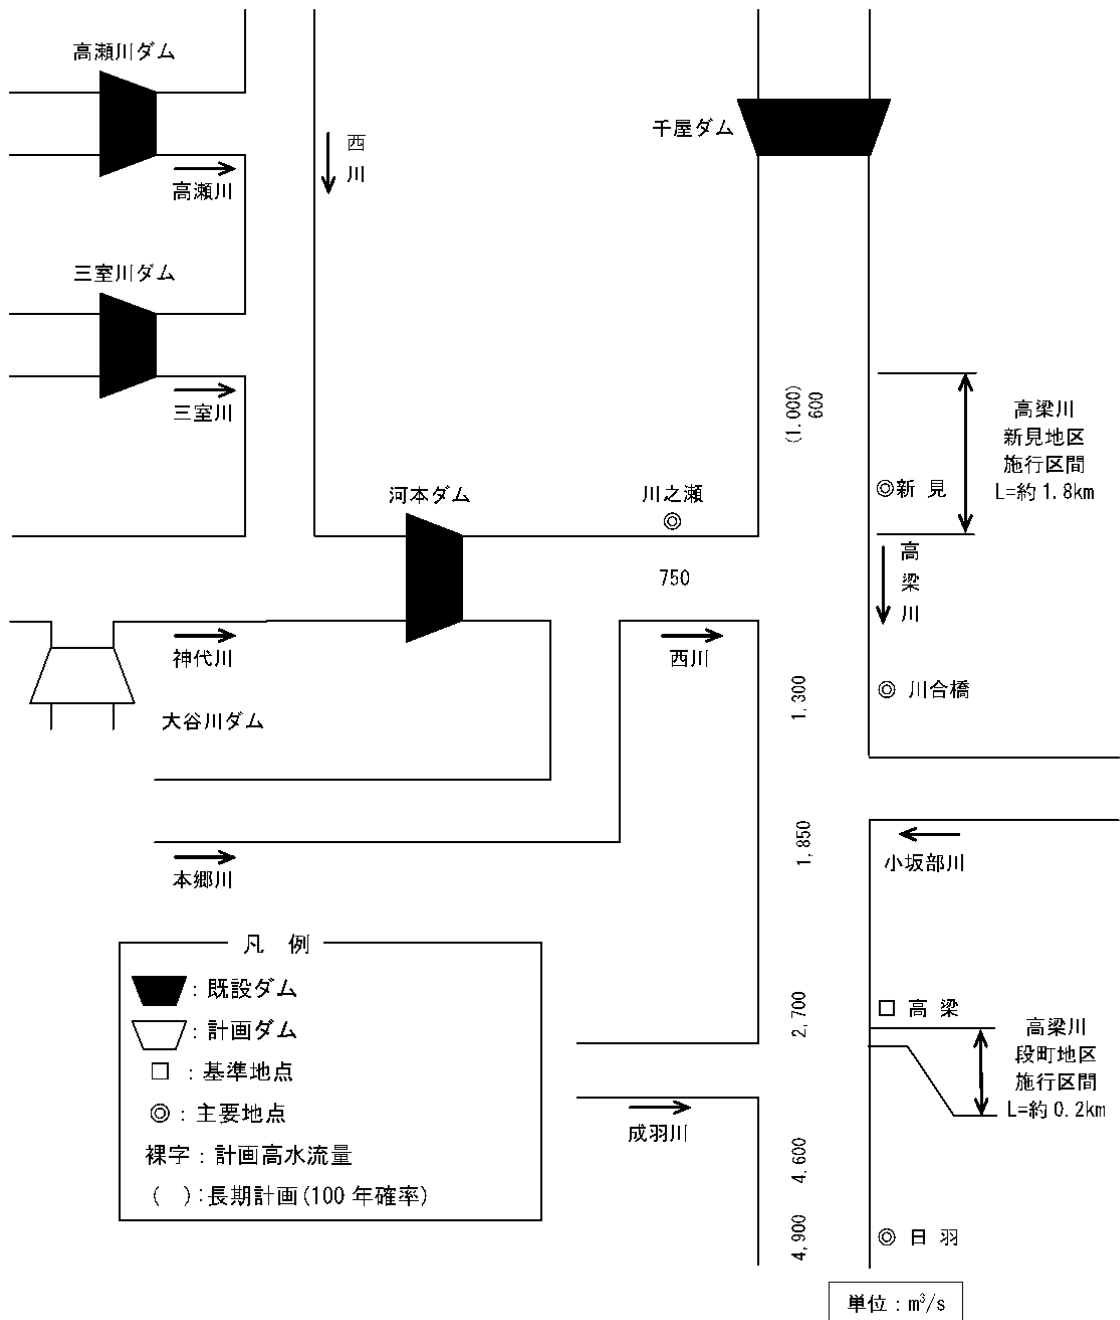 高瀬川ダム
西川
千屋ダム
高瀬川
三室川ダム
三室川
(1,000)
600
高梁川
新見地区
施行区間
L=約1.8km
河本ダム
川之瀬
◎
◎新見
高梁川
750
神代川
西川
大谷川ダム
1,300
◎ 川合橋
1,850
小坂部川
本郷川
凡 例
：既設ダム
：計画ダム
□ ：基準地点
◎：主要地点
裸字：計画高水流量
( )：長期計画(100年確率)
2,700
□ 高梁
高梁川
段町地区
施行区間
L=約0.2km
成羽川
4,600
4,900
◎ 日羽
単位：m³/s